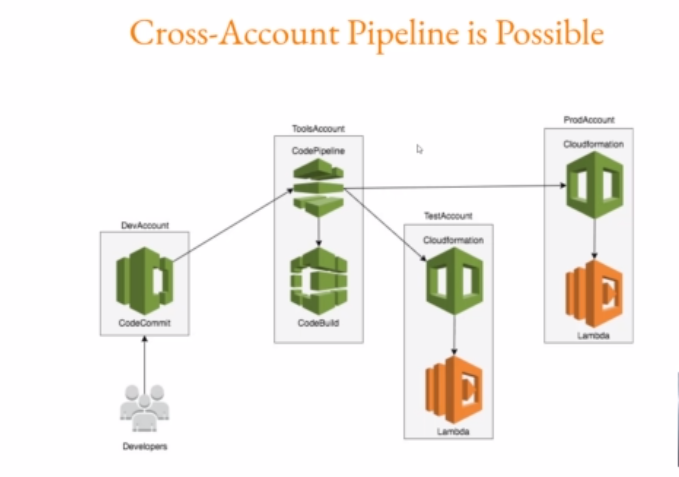 Cross-Account Pipeline is Possible
ToolsAccount
CodePipeline
CodeBuild
ProdAccount
Cloudformation
Lambda
DevAccount
CodeCommit
Developers
TestAccount
Cloudformation
Lambda